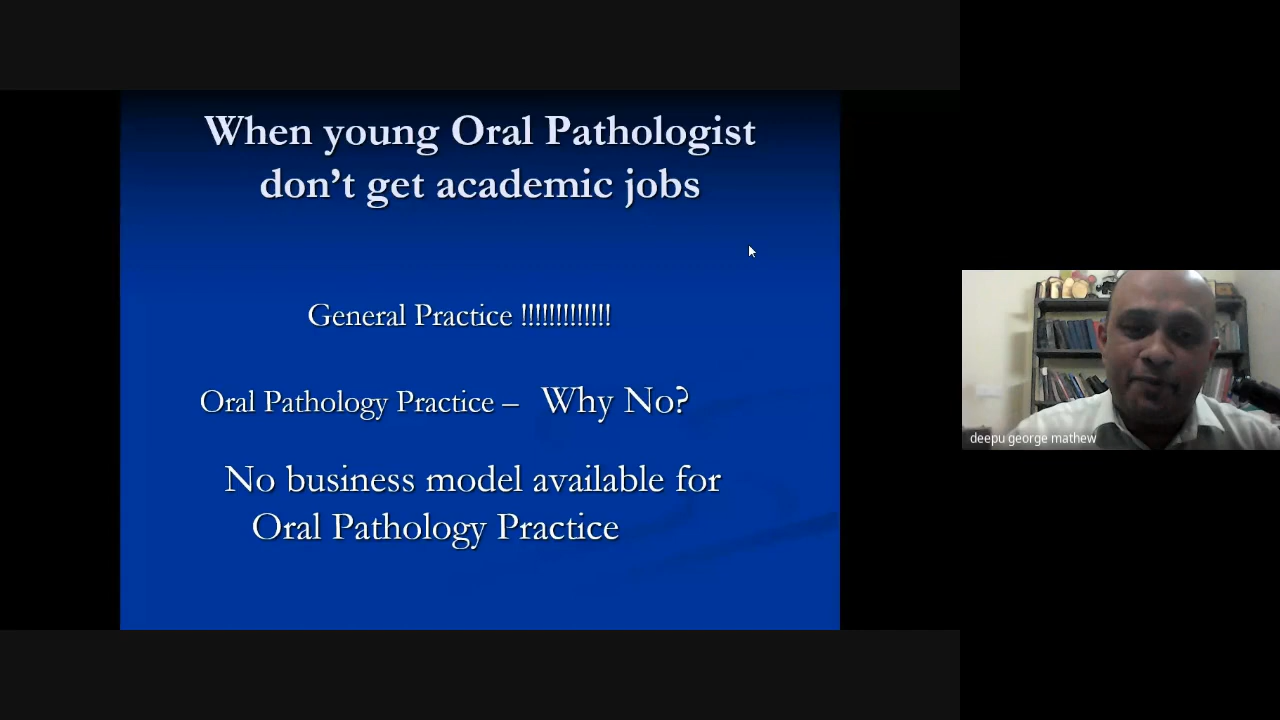 When young Oral Pathologist
don’t get academic jobs
General Practice !!!!!!!!!!!!!
Oral Pathology Practice – Why No?
No business model available for
Oral Pathology Practice
deepu george mathew